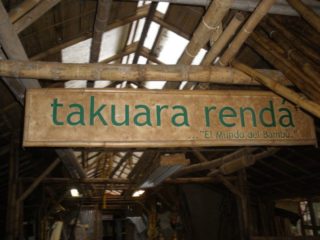 takuara rendá
..."El Mundo del Bambú"